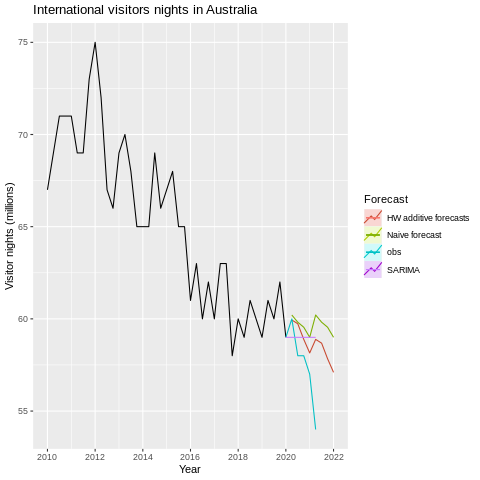 International visitors nights in Australia
75
70
65
60
55
Visitor nights (millions)
2010 2012 2014 2016 2018 2020 2022
Year
Forecast
HW additive forecasts
Naive forecast
obs
SARIMA